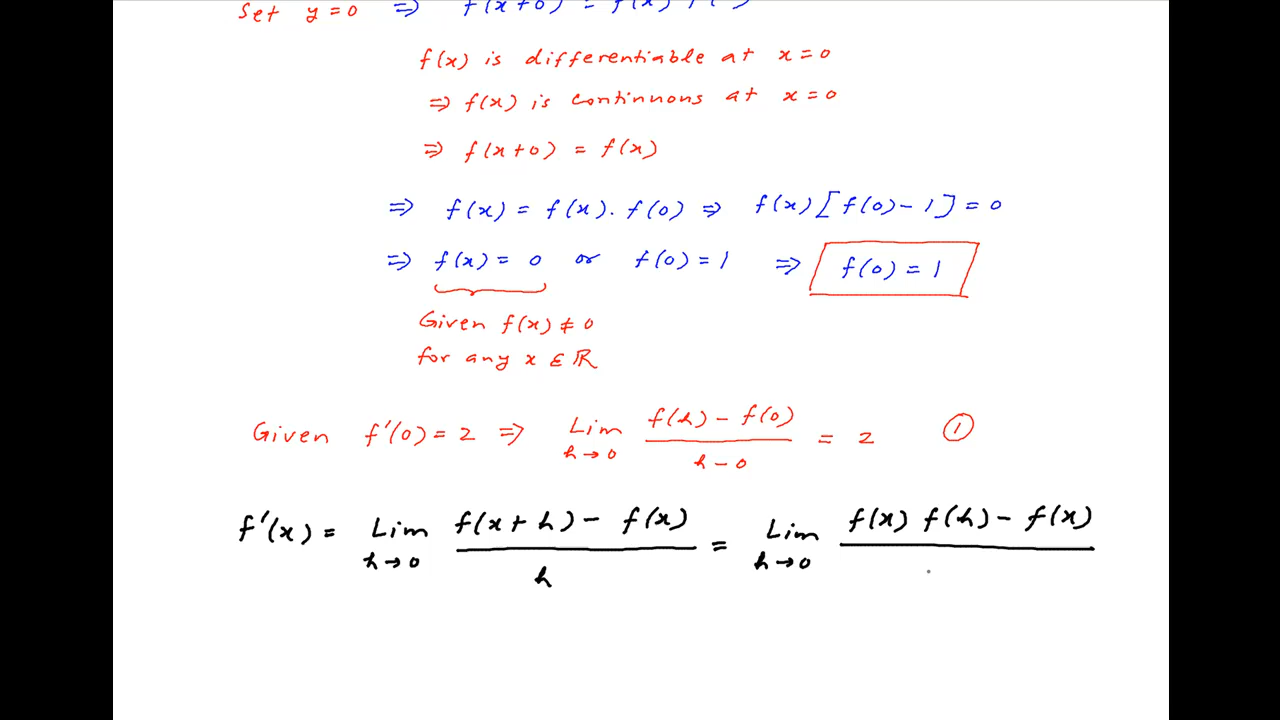 Set y=0 ⇒ f(x+0) = f(x)
f(x) is differentiable at x=0
⇒ f(x) is continuous at x=0
⇒ f(x+0) = f(x)
⇒ f(x) = f(x). f(0) ⇒ f(x)[f(0)-1] = 0
⇒ f(x) = 0 or f(0) = 1 ⇒ f(0) = 1
Given f(x) ≠ 0
for any x ∈ ℝ
Given f'(0) = 2 ⇒ Lim h→0 (f(h) - f(0))/(h-0) = 2 ①
f'(x) = Lim h→0 (f(x+h) - f(x))/h = Lim h→0 f(x) f(h) - f(x)